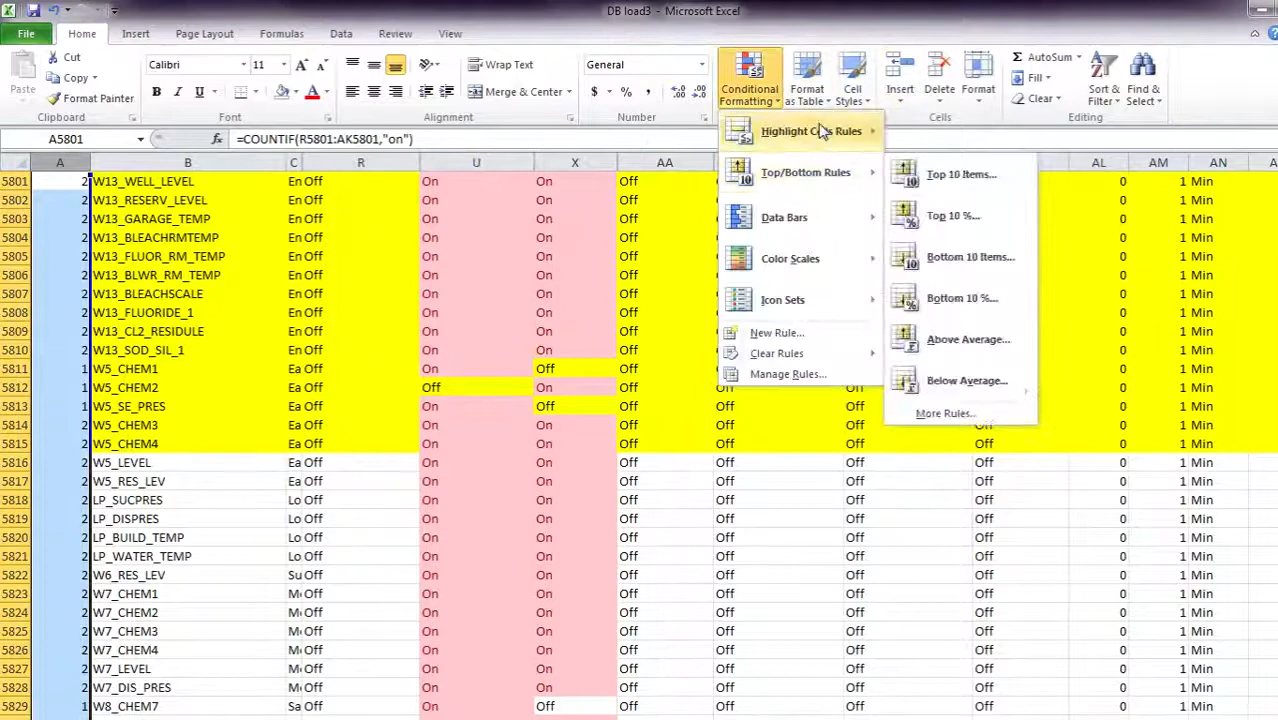 DB load3 - Microsoft Excel
File Home Insert Page Layout Formulas Data Review View
Paste
Cut
Copy
Format Painter
Clipboard
Calibri 11
B I U
Font
Wrap Text
Merge & Center
Alignment
General
$ % ,
Number
Conditional Formatting
Format as Table
Cell Styles
Insert Delete Format
Cells
Σ AutoSum
Fill
Clear
Sort & Filter
Find & Select
A5801 fx =COUNTIF(R5801:AK5801,"on")
Highlight Cells Rules
Top/Bottom Rules
Data Bars
Color Scales
Icon Sets
New Rule...
Clear Rules
Manage Rules...
Top 10 Items...
Top 10 %...
Bottom 10 Items...
Bottom 10 %...
Above Average...
Below Average...
More Rules...
A B C R U X AA AL AM AN
5801 2 W13_WELL_LEVEL En Off On On Off 0 1 Min
5802 2 W13_RESERV_LEVEL En Off On On Off 0 1 Min
5803 2 W13_GARAGE_TEMP En Off On On Off 0 1 Min
5804 2 W13_BLEACHRMTEMP En Off On On Off 0 1 Min
5805 2 W13_FLUOR_RM_TEMP En Off On On Off 0 1 Min
5806 2 W13_BLWR_RM_TEMP En Off On On Off 0 1 Min
5807 2 W13_BLEACHSCALE En Off On On Off 0 1 Min
5808 2 W13_FLUORIDE_1 En Off On On Off 0 1 Min
5809 2 W13_CL2_RESIDULE En Off On On Off 0 1 Min
5810 2 W13_SOD_SIL_1 En Off On On Off 0 1 Min
5811 1 W5_CHEM1 Ea Off On Off Off 0 1 Min
5812 1 W5_CHEM2 Ea Off Off On Off Off Off 0 1 Min
5813 1 W5_SE_PRES Ea Off On Off Off Off Off 0 1 Min
5814 2 W5_CHEM3 Ea Off On On Off Off Off Off 0 1 Min
5815 2 W5_CHEM4 Ea Off On On Off Off Off Off 0 1 Min
5816 2 W5_LEVEL Ea Off On On Off Off Off Off 0 1 Min
5817 2 W5_RES_LEV Ea Off On On Off Off Off Off 0 1 Min
5818 2 LP_SUCPRES Lo Off On On Off Off Off Off 0 1 Min
5819 2 LP_DISPRES Lo Off On On Off Off Off Off 0 1 Min
5820 2 LP_BUILD_TEMP Lo Off On On Off Off Off Off 0 1 Min
5821 2 LP_WATER_TEMP Lo Off On On Off Off Off Off 0 1 Min
5822 2 W6_RES_LEV Su Off On On Off Off Off Off 0 1 Min
5823 2 W7_CHEM1 Off On On Off Off Off Off 0 1 Min
5824 2 W7_CHEM2 Off On On Off Off Off Off 0 1 Min
5825 2 W7_CHEM3 Off On On Off Off Off Off 0 1 Min
5826 2 W7_CHEM4 Off On On Off Off Off Off 0 1 Min
5827 2 W7_LEVEL Off On On Off Off Off Off 0 1 Min
5828 2 W7_DIS_PRES Off On On Off Off Off Off 0 1 Min
5829 1 W8_CHEM7 Sa Off On Off Off Off Off Off 0 1 Min